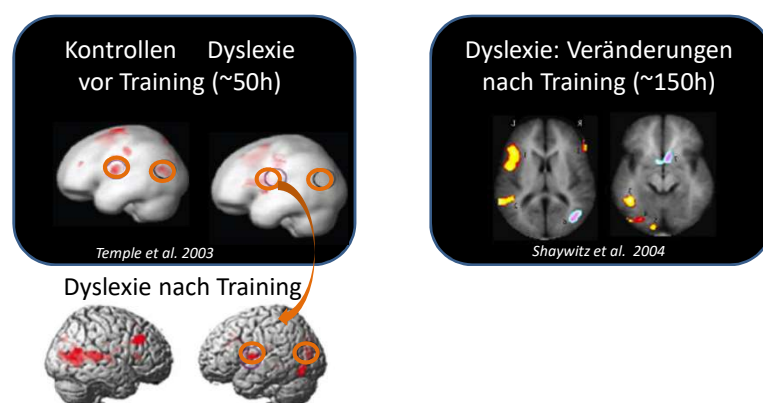 Kontrollen Dyslexie
vor Training (~50h)
Temple et al. 2003
Dyslexie nach Training
Dyslexie: Veränderungen
nach Training (~150h)
Shaywitz et al. 2004